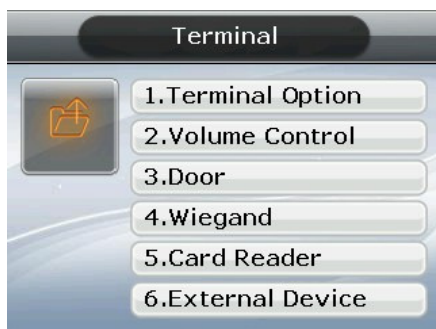 Terminal
1.Terminal Option
2.Volume Control
3.Door
4.Wiegand
5.Card Reader
6.External Device